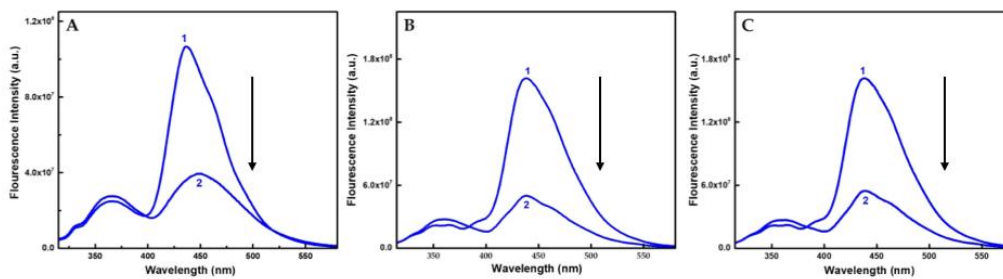 A
Flourescence Intensity (a.u.)
1.2x10⁸
8.0x10⁷
4.0x10⁷
0.0
1
2
350 400 450 500 550
Wavelength (nm)
B
Flourescence Intensity (a.u.)
1.8x10⁸
1.2x10⁸
6.0x10⁷
0.0
1
2
350 400 450 500 550
Wavelength (nm)
C
Flourescence Intensity (a.u.)
1.8x10⁸
1.2x10⁸
6.0x10⁷
0.0
1
2
350 400 450 500 550
Wavelength (nm)